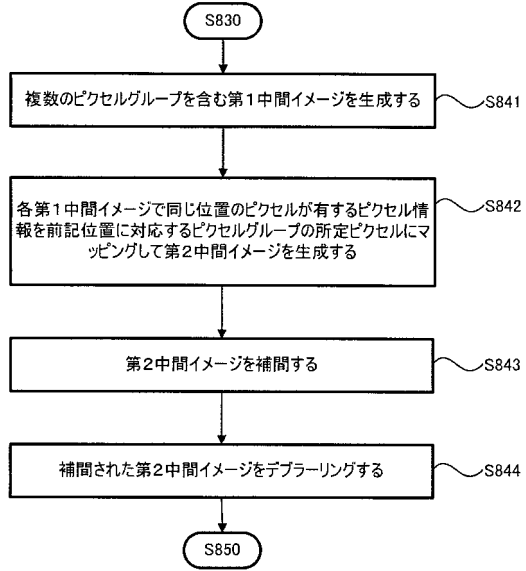 S830
複数のピクセルグループを含む第1中間イメージを生成する
S841
各第1中間イメージで同じ位置のピクセルが有するピクセル情
報を前記位置に対応するピクセルグループの所定ピクセルにマ
ッピングして第2中間イメージを生成する
S842
第2中間イメージを補間する
S843
補間された第2中間イメージをデブラーリングする
S844
S850